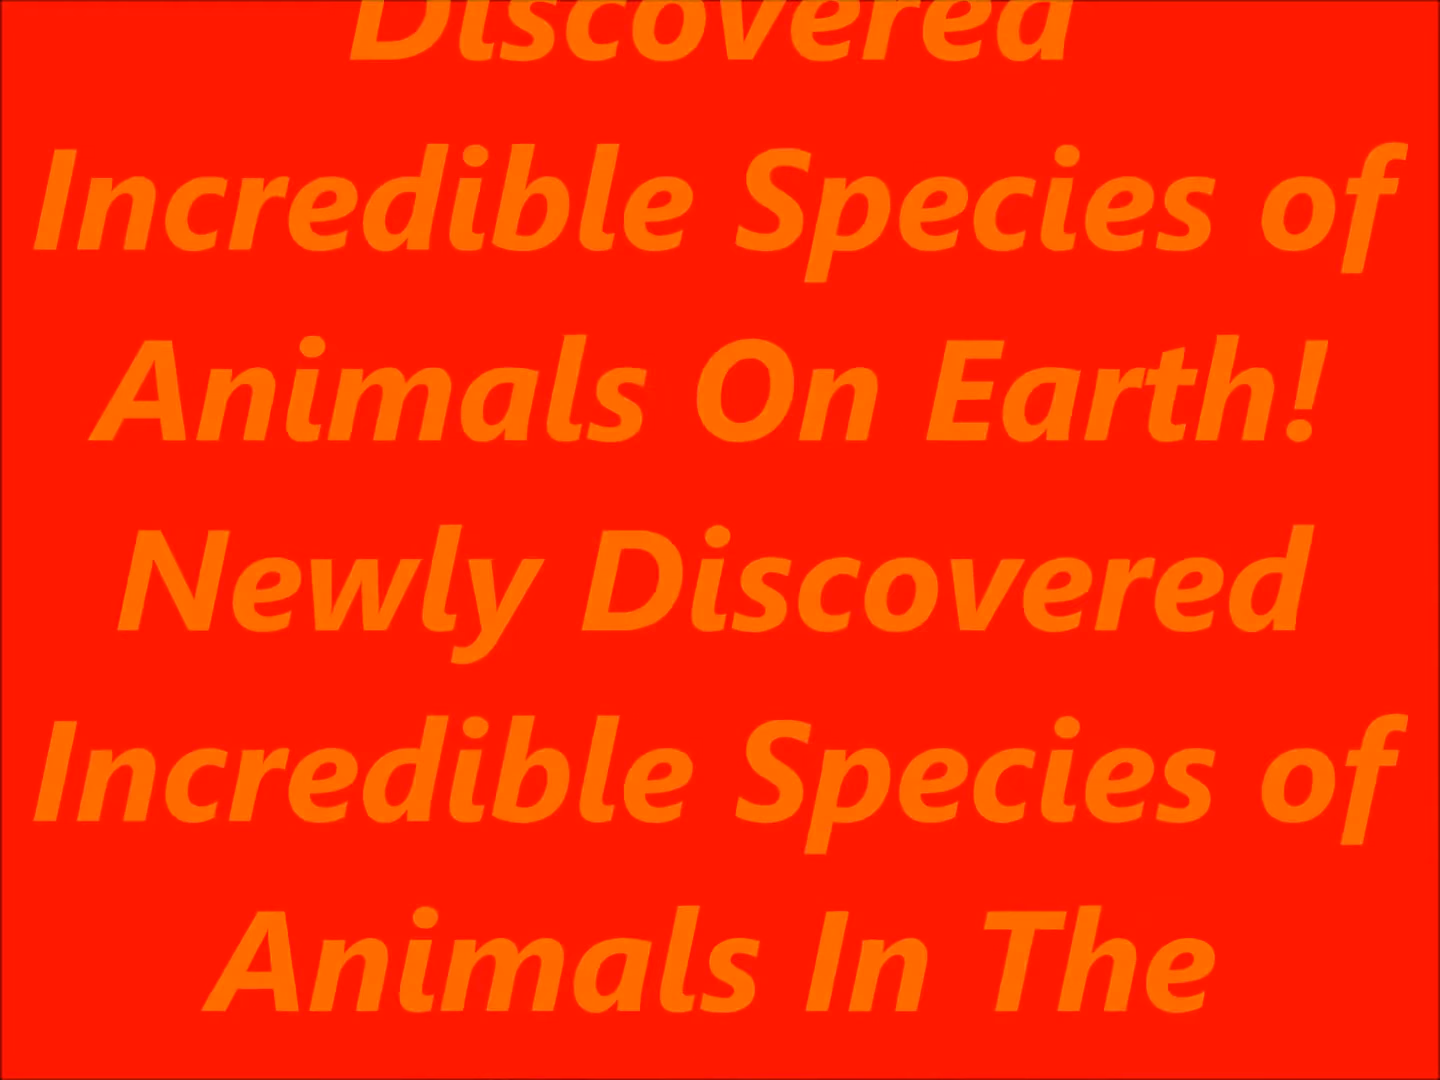 Discovered
Incredible Species of
Animals On Earth!
Newly Discovered
Incredible Species of
Animals In The